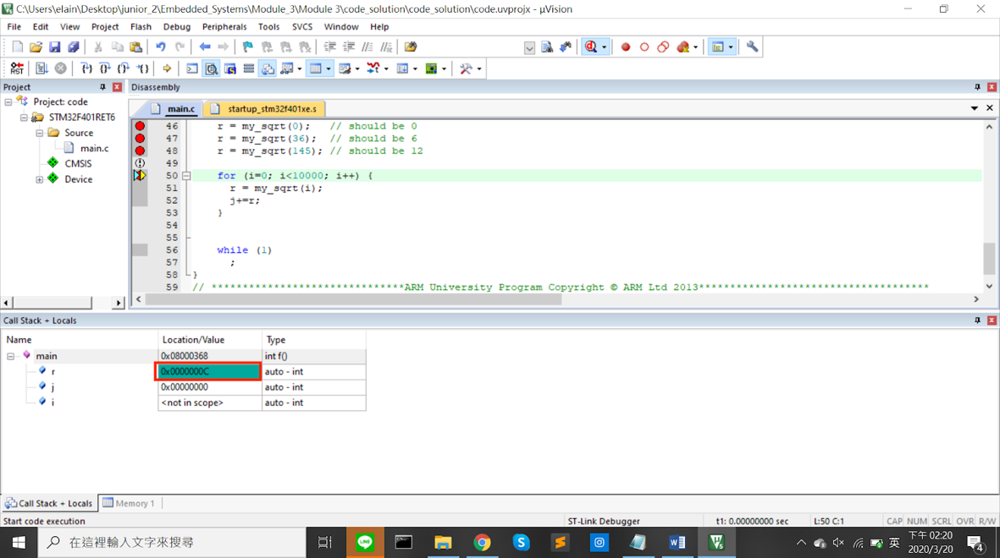 C:\Users\elain\Desktop\junior_2\Embedded_Systems\Module_3\Module 3\code_solution\code_solution\code.uvprojx - µVision
File Edit View Project Flash Debug Peripherals Tools SVCS Window Help
RST
Project
Disassembly
Project: code
STM32F401RET6
Source
main.c
CMSIS
Device
main.c startup_stm32f401xe.s
46 r = my_sqrt(0); // should be 0
47 r = my_sqrt(36); // should be 6
48 r = my_sqrt(145); // should be 12
49
50 for (i=0; i<10000; i++) {
51 r = my_sqrt(i);
52 j+=r;
53 }
54
55
56 while (1)
57 ;
58 }
59 // *******************************ARM University Program Copyright © ARM Ltd 2013*************************************
Call Stack + Locals
Name Location/Value Type
main 0x08000368 int f()
r 0x0000000C auto - int
j 0x00000000 auto - int
i <not in scope> auto - int
Call Stack + Locals Memory 1
Start code execution ST-Link Debugger t1: 0.00000000 sec L:50 C:1 CAP NUM SCRL OVR R/W
在這裡輸入文字來搜尋
LINE
英
下午 02:20
2020/3/20
4